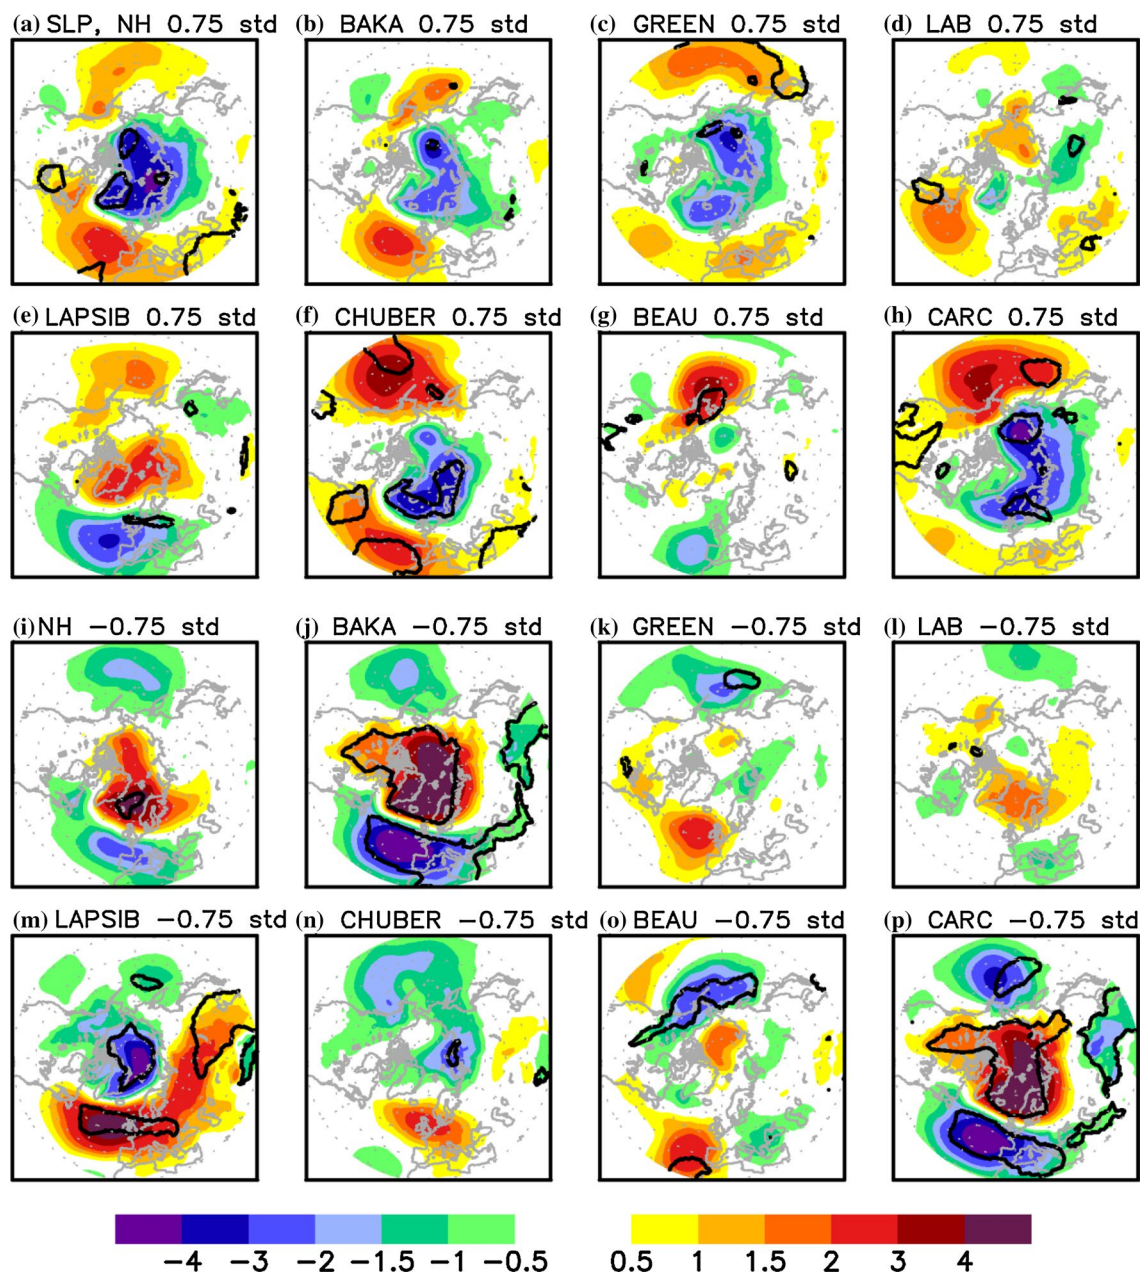 (a) SLP, NH 0.75 std (b) BAKA 0.75 std (c) GREEN 0.75 std (d) LAB 0.75 std
(e) LAPSIB 0.75 std (f) CHUBER 0.75 std (g) BEAU 0.75 std (h) CARC 0.75 std
(i) NH −0.75 std (j) BAKA −0.75 std (k) GREEN −0.75 std (l) LAB −0.75 std
(m) LAPSIB −0.75 std (n) CHUBER −0.75 std (o) BEAU −0.75 std (p) CARC −0.75 std
−4 −3 −2 −1.5 −1 −0.5 0.5 1 1.5 2 3 4